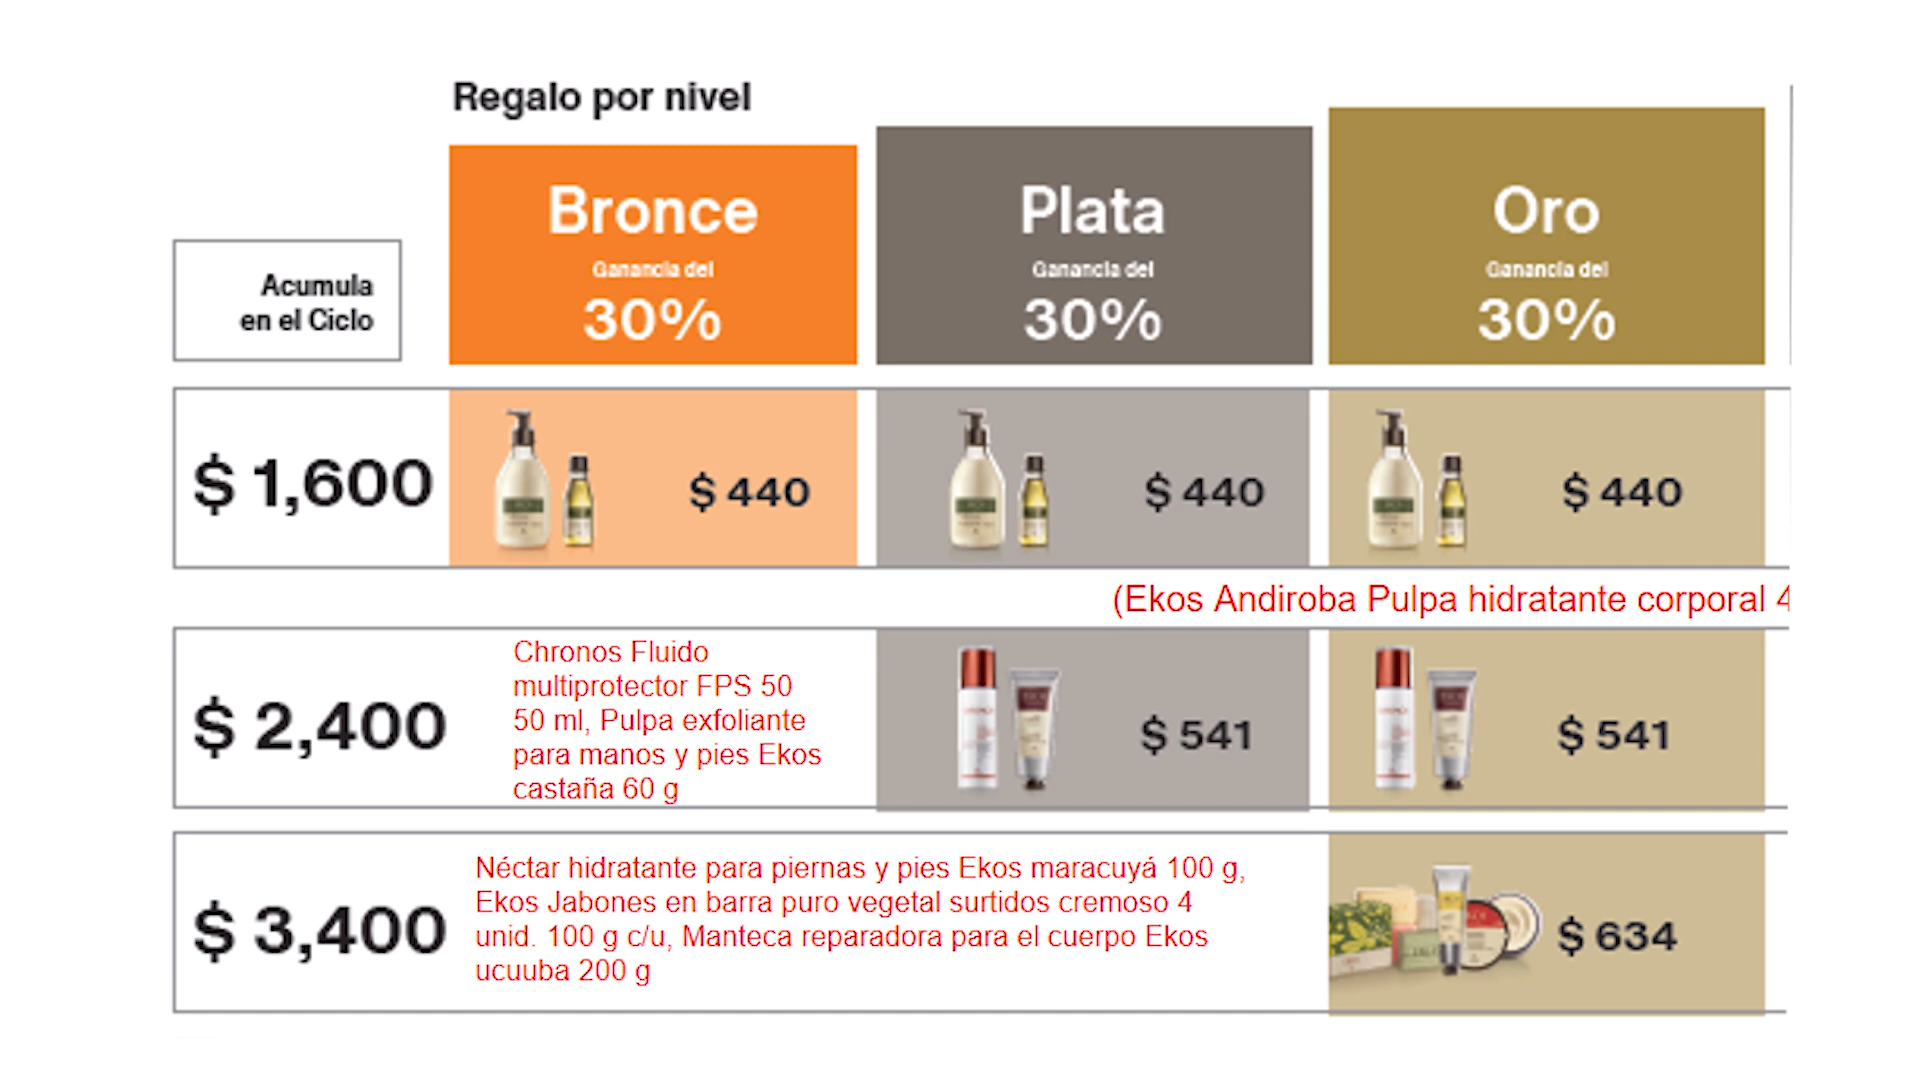 Regalo por nivel
Bronce
Ganancia del
30%
Plata
Ganancia del
30%
Oro
Ganancia del
30%
Acumula
en el Ciclo
$ 1,600
$ 440
$ 440
$ 440
(Ekos Andiroba Pulpa hidratante corporal 4
$ 2,400
Chronos Fluido
multiprotector FPS 50
50 ml, Pulpa exfoliante
para manos y pies Ekos
castaña 60 g
$ 541
$ 541
$ 3,400
Néctar hidratante para piernas y pies Ekos maracuyá 100 g,
Ekos Jabones en barra puro vegetal surtidos cremoso 4
unid. 100 g c/u, Manteca reparadora para el cuerpo Ekos
ucuuba 200 g
$ 634